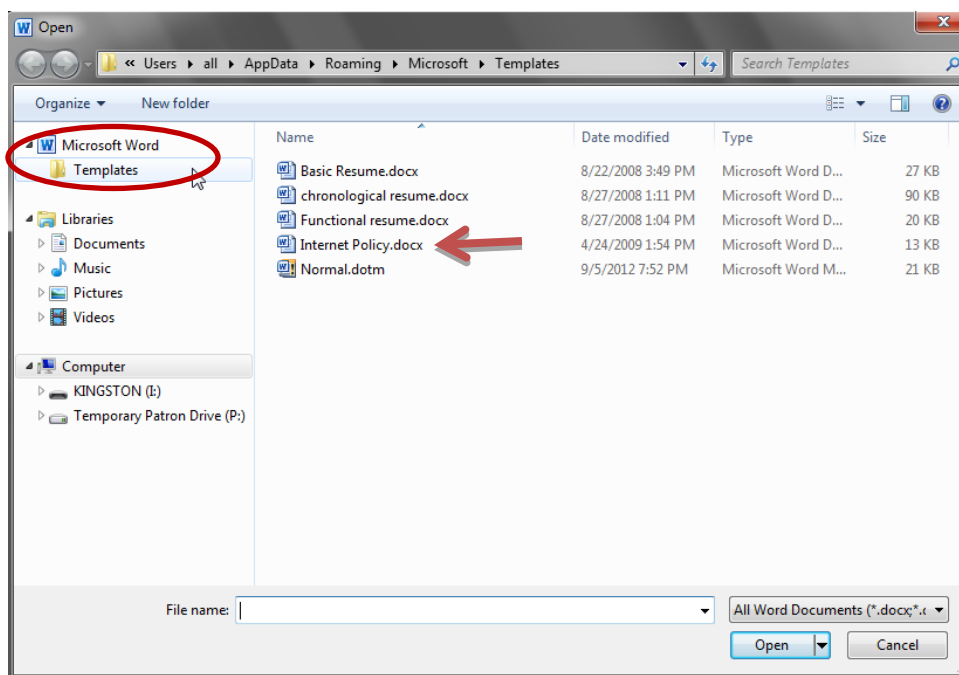 W Open
« Users ▸ all ▸ AppData ▸ Roaming ▸ Microsoft ▸ Templates Search Templates
Organize ▾ New folder
W Microsoft Word
Templates
Libraries
Documents
Music
Pictures
Videos
Computer
KINGSTON (I:)
Temporary Patron Drive (P:)
Name Date modified Type Size
Basic Resume.docx 8/22/2008 3:49 PM Microsoft Word D... 27 KB
chronological resume.docx 8/27/2008 1:11 PM Microsoft Word D... 90 KB
Functional resume.docx 8/27/2008 1:04 PM Microsoft Word D... 20 KB
Internet Policy.docx 4/24/2009 1:54 PM Microsoft Word D... 13 KB
Normal.dotm 9/5/2012 7:52 PM Microsoft Word M... 21 KB
File name: All Word Documents (*.docx;*.
Open Cancel